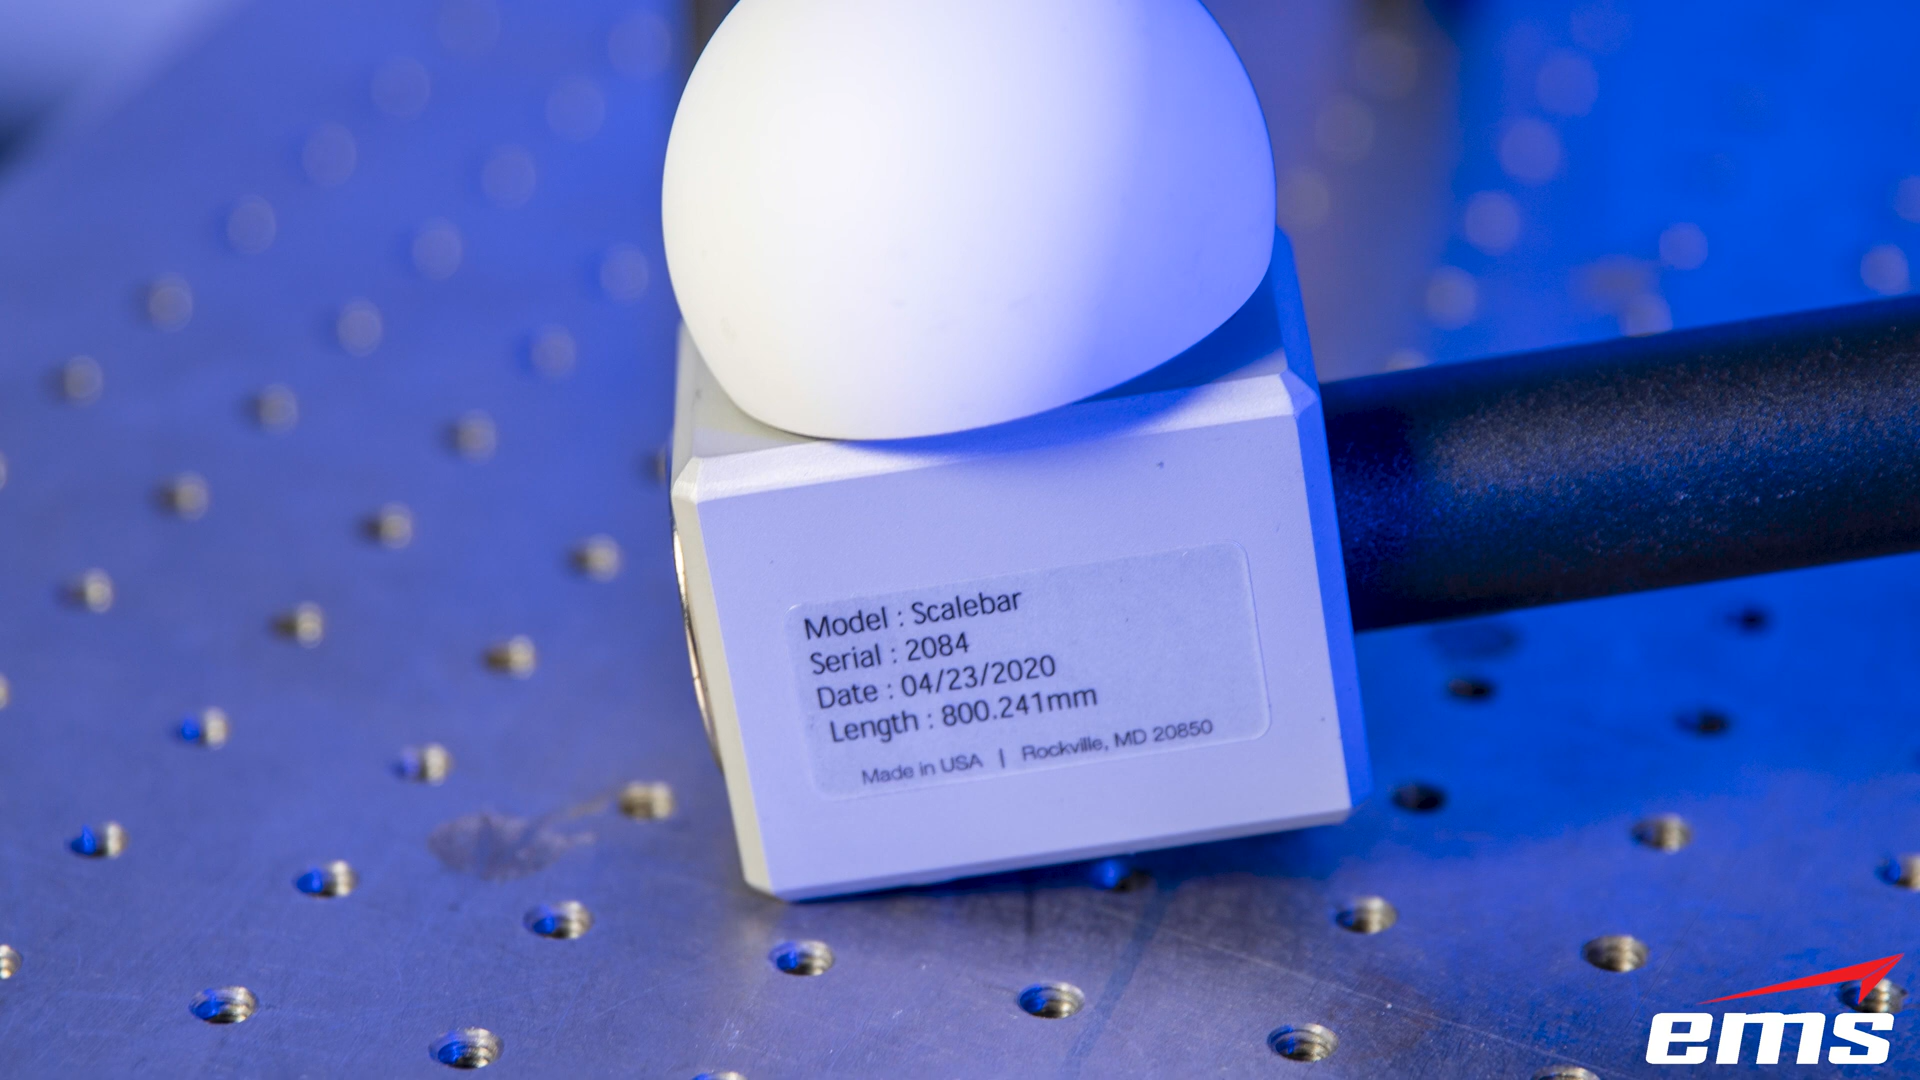 Model : Scalebar
Serial : 2084
Date : 04/23/2020
Length : 800.241mm
Made in USA | Rockville, MD 20850
ems